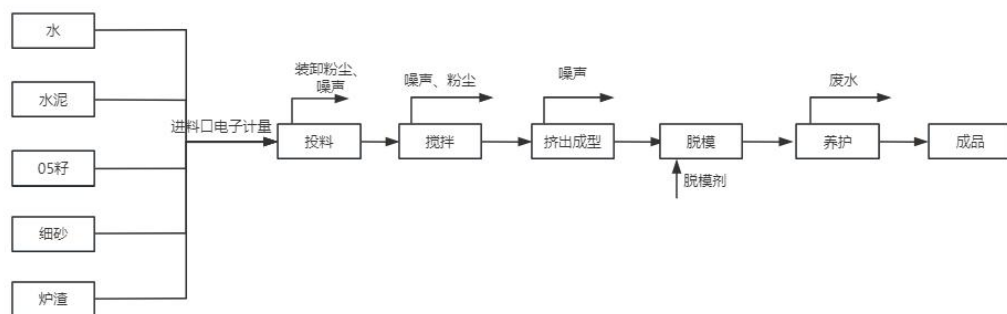 水
水泥
05籽
细砂
炉渣
进料口电子计量
装卸粉尘、
噪声
投料
噪声、粉尘
搅拌
噪声
挤出成型
脱模
脱模剂
废水
养护
成品